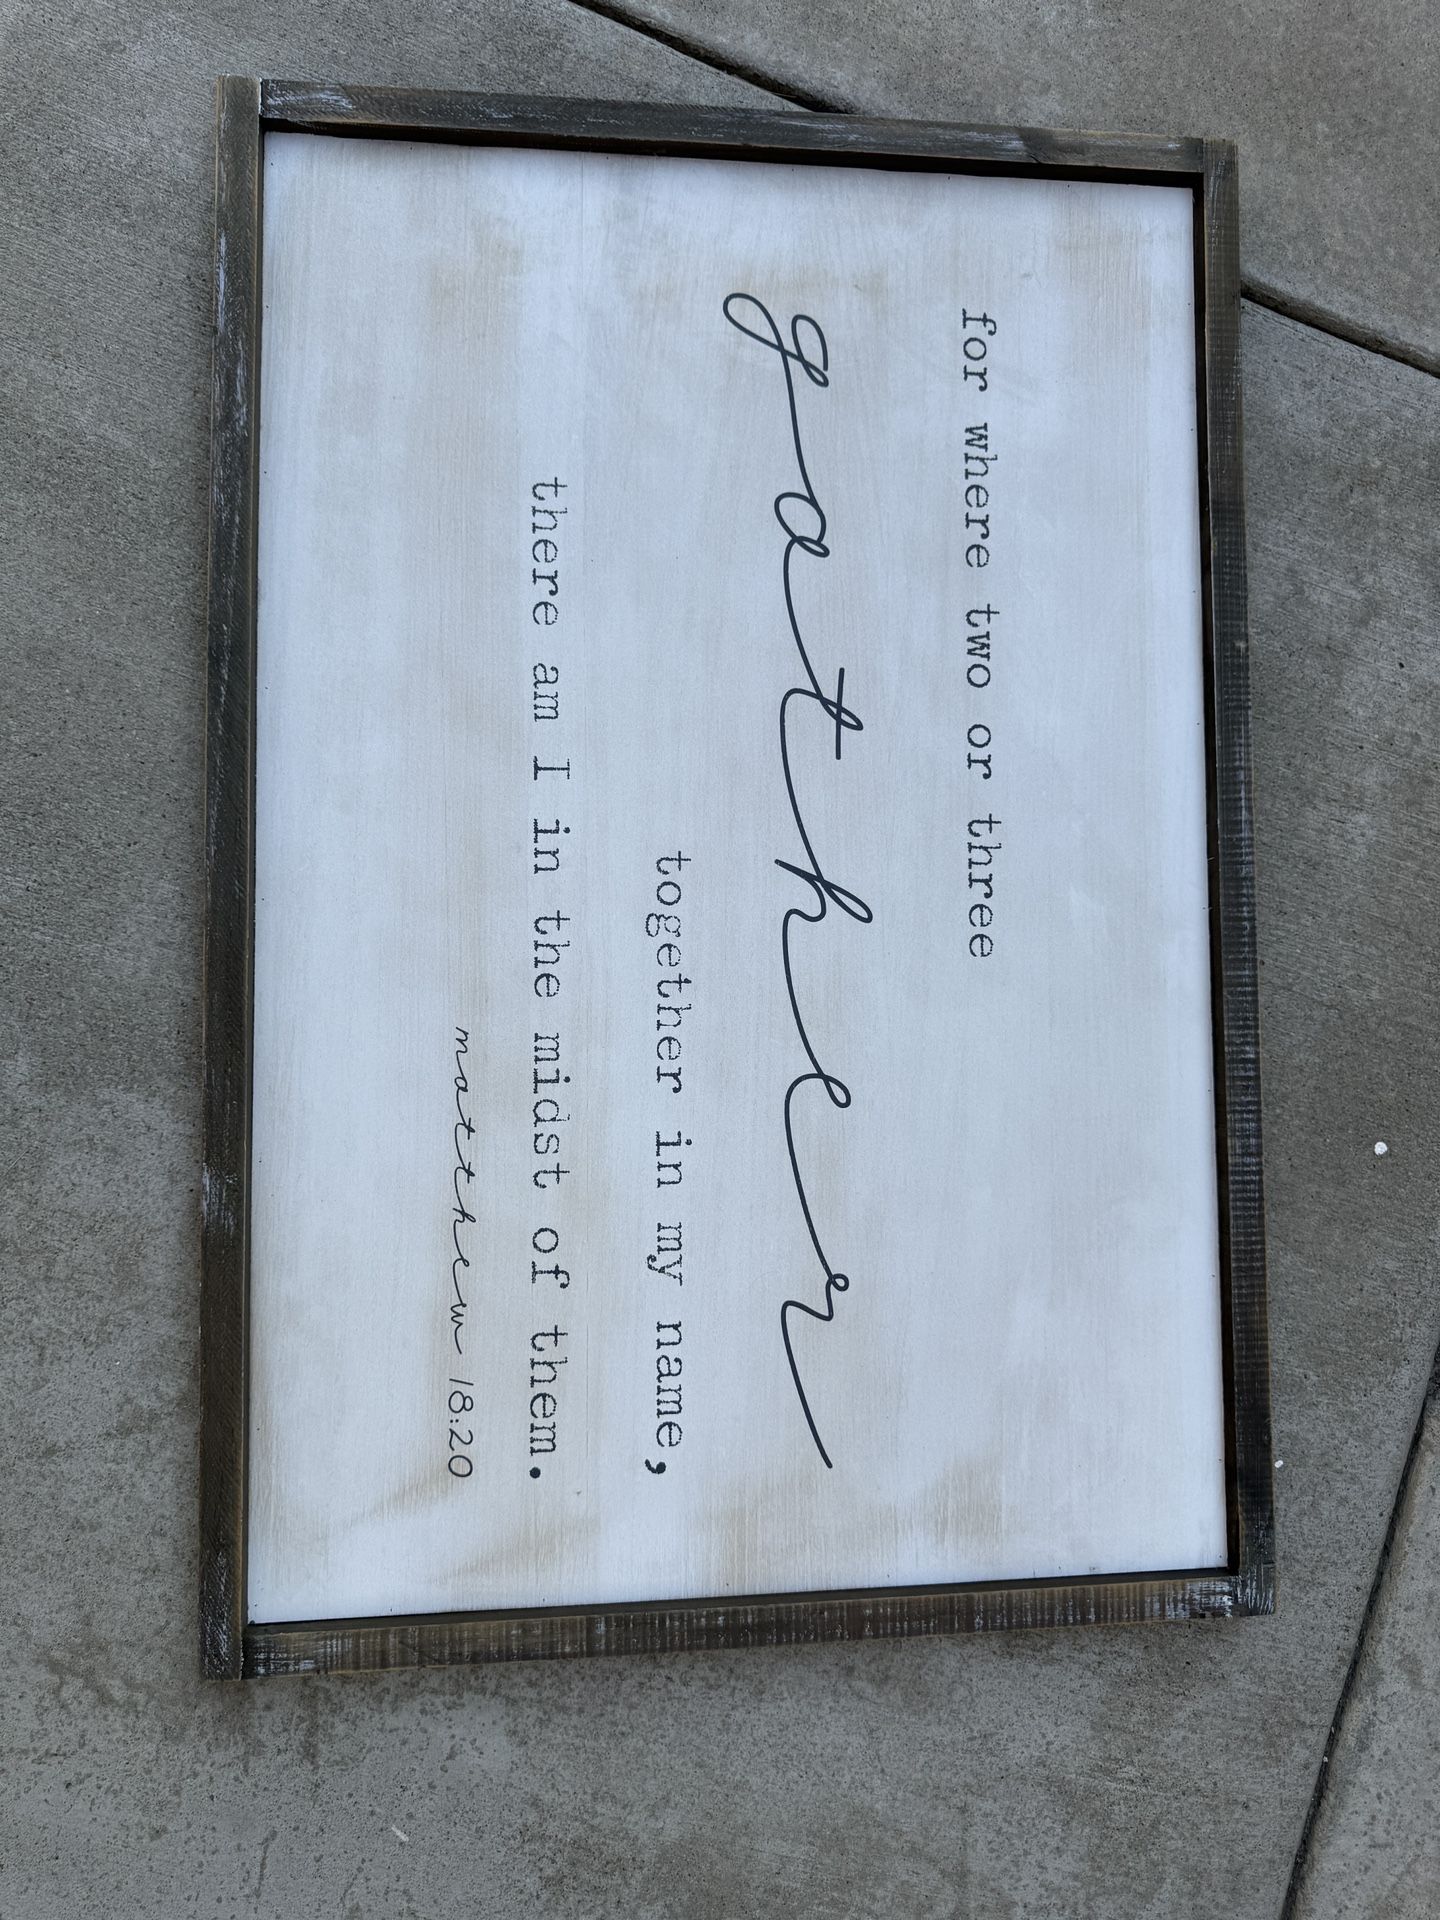 for where two or three
gather
together in my name,
there am I in the midst of them.
matthew 18:20